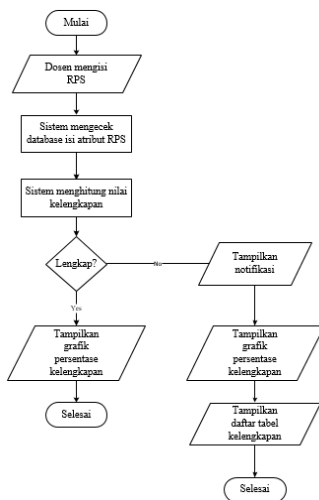 Mulai
Dosen mengisi
RPS
Sistem mengecek
database isi atribut RPS
Sistem menghitung nilai
kelengkapan
Lengkap?
No
Tampilkan
notifikasi
Yes
Tampilkan
grafik
persentase
kelengkapan
Tampilkan
grafik
persentase
kelengkapan
Selesai
Tampilkan
daftar tabel
kelengkapan
Selesai